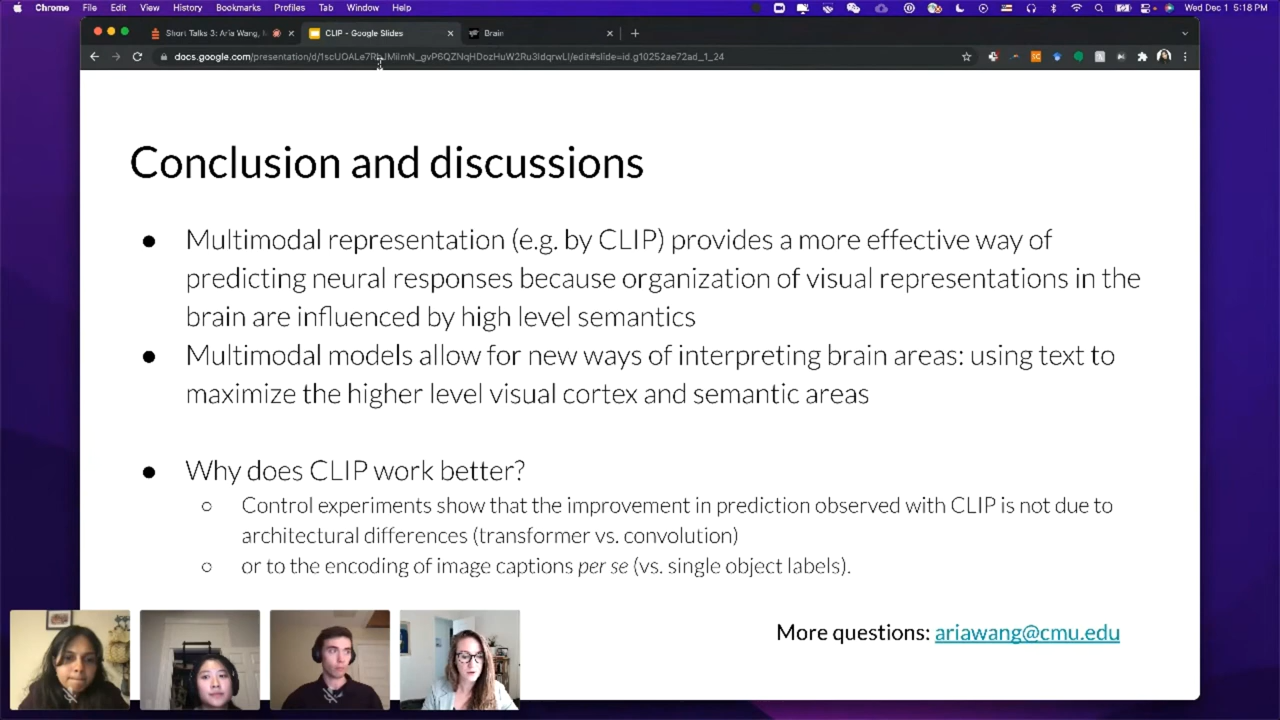 Chrome File Edit View History Bookmarks Profiles Tab Window Help Wed Dec 1 5:18 PM
Short Talks 3: Aria Wang, CLIP - Google Slides Brain
docs.google.com/presentation/d/
Conclusion and discussions
● Multimodal representation (e.g. by CLIP) provides a more effective way of
predicting neural responses because organization of visual representations in the
brain are influenced by high level semantics
● Multimodal models allow for new ways of interpreting brain areas: using text to
maximize the higher level visual cortex and semantic areas
● Why does CLIP work better?
○ Control experiments show that the improvement in prediction observed with CLIP is not due to
architectural differences (transformer vs. convolution)
○ or to the encoding of image captions per se (vs. single object labels).
More questions: ariawang@cmu.edu